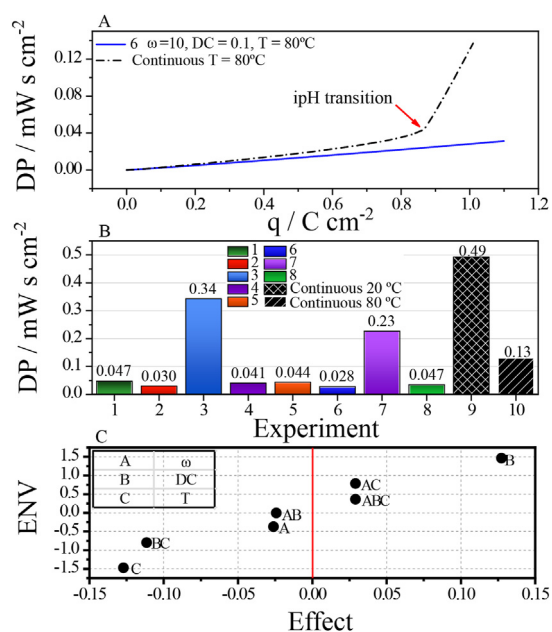 A
6 ω=10, DC = 0.1, T = 80ºC
Continuous T = 80ºC
ipH transition
DP / mW s cm-2
0.12
0.08
0.04
0.00
0.0 0.2 0.4 0.6 0.8 1.0 1.2
q / C cm-2
B
DP / mW s cm-2
0.5
0.4
0.3
0.2
0.1
0.0
1 6
2 7
3 8
4 Continuous 20 ºC
5 Continuous 80 ºC
0.047 0.030 0.34 0.041 0.044 0.028 0.23 0.047 0.49 0.13
1 2 3 4 5 6 7 8 9 10
Experiment
C
ENV
1.5
1.0
0.5
0.0
-0.5
-1.0
-1.5
A ω
B DC
C T
B
AC
ABC
AB
A
BC
C
-0.15 -0.10 -0.05 0.00 0.05 0.10 0.15
Effect